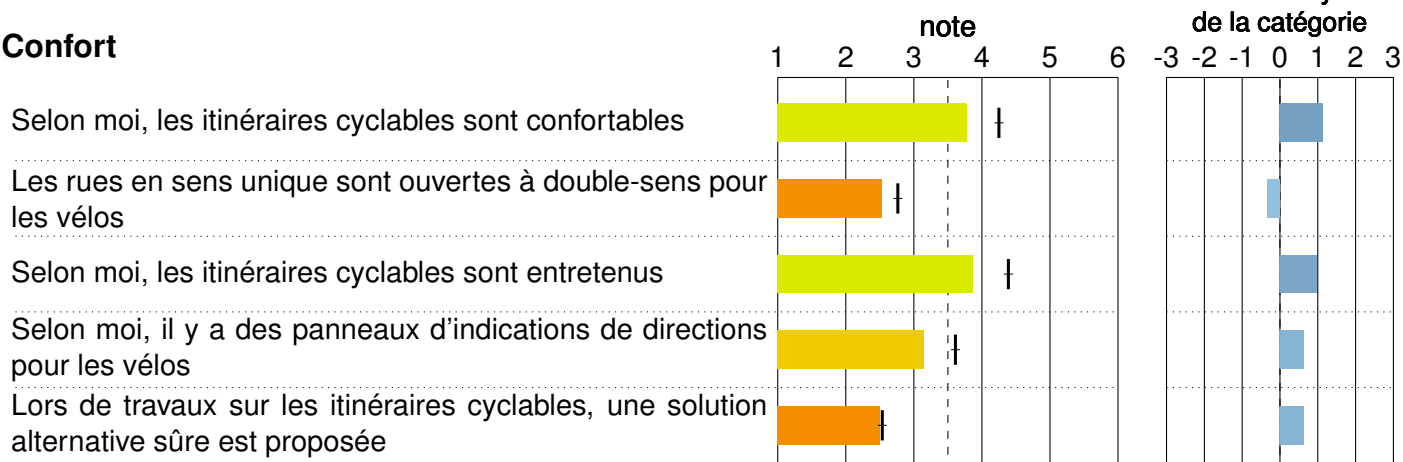 note
de la catégorie
Confort
1 2 3 4 5 6
-3 -2 -1 0 1 2 3
Selon moi, les itinéraires cyclables sont confortables
Les rues en sens unique sont ouvertes à double-sens pour
les vélos
Selon moi, les itinéraires cyclables sont entretenus
Selon moi, il y a des panneaux d'indications de directions
pour les vélos
Lors de travaux sur les itinéraires cyclables, une solution
alternative sûre est proposée